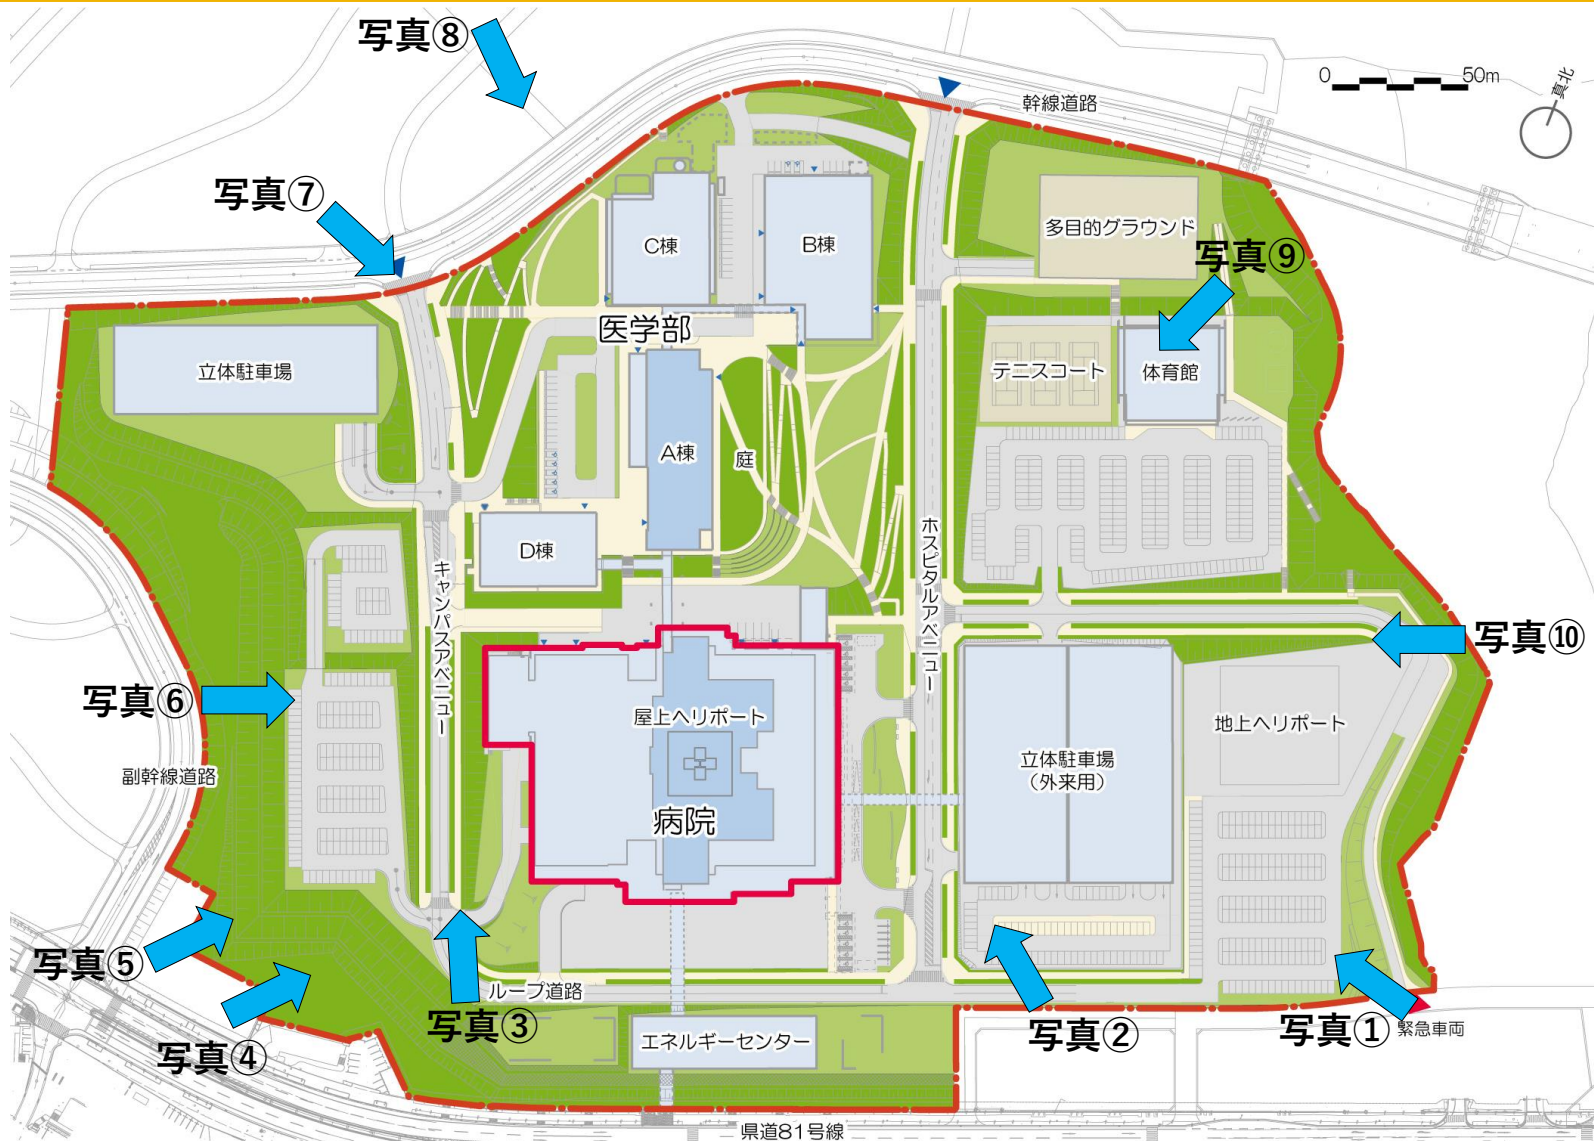 写真⑧
0 50m
真北
幹線道路
写真⑦
C棟
B棟
多目的グラウンド
写真⑨
医学部
立体駐車場
テニスコート
体育館
A棟
庭
D棟
ホスピタルアベニュー
キャンパスアベニュー
写真⑩
写真⑥
屋上ヘリポート
地上ヘリポート
立体駐車場
（外来用）
副幹線道路
病院
写真⑤
ループ道路
写真③
写真④
エネルギーセンター
写真②
写真①
緊急車両
県道81号線